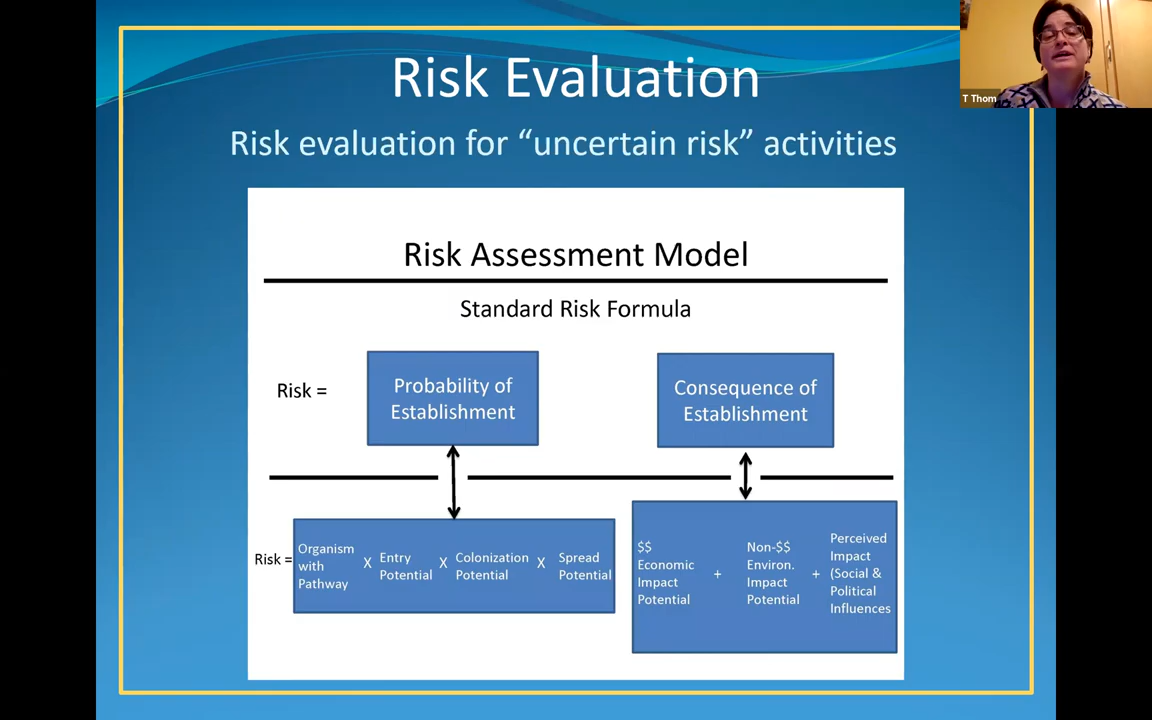 Risk Evaluation
T Thom
Risk evaluation for “uncertain risk” activities
Risk Assessment Model
Standard Risk Formula
Risk =
Probability of
Establishment
Consequence of
Establishment
Risk =
Organism
with
Pathway
X
Entry
Potential
X
Colonization
Potential
X
Spread
Potential
$$
Economic
Impact
Potential
+
Non-$$
Environ.
Impact
Potential
+
Perceived
Impact
(Social &
Political
Influences